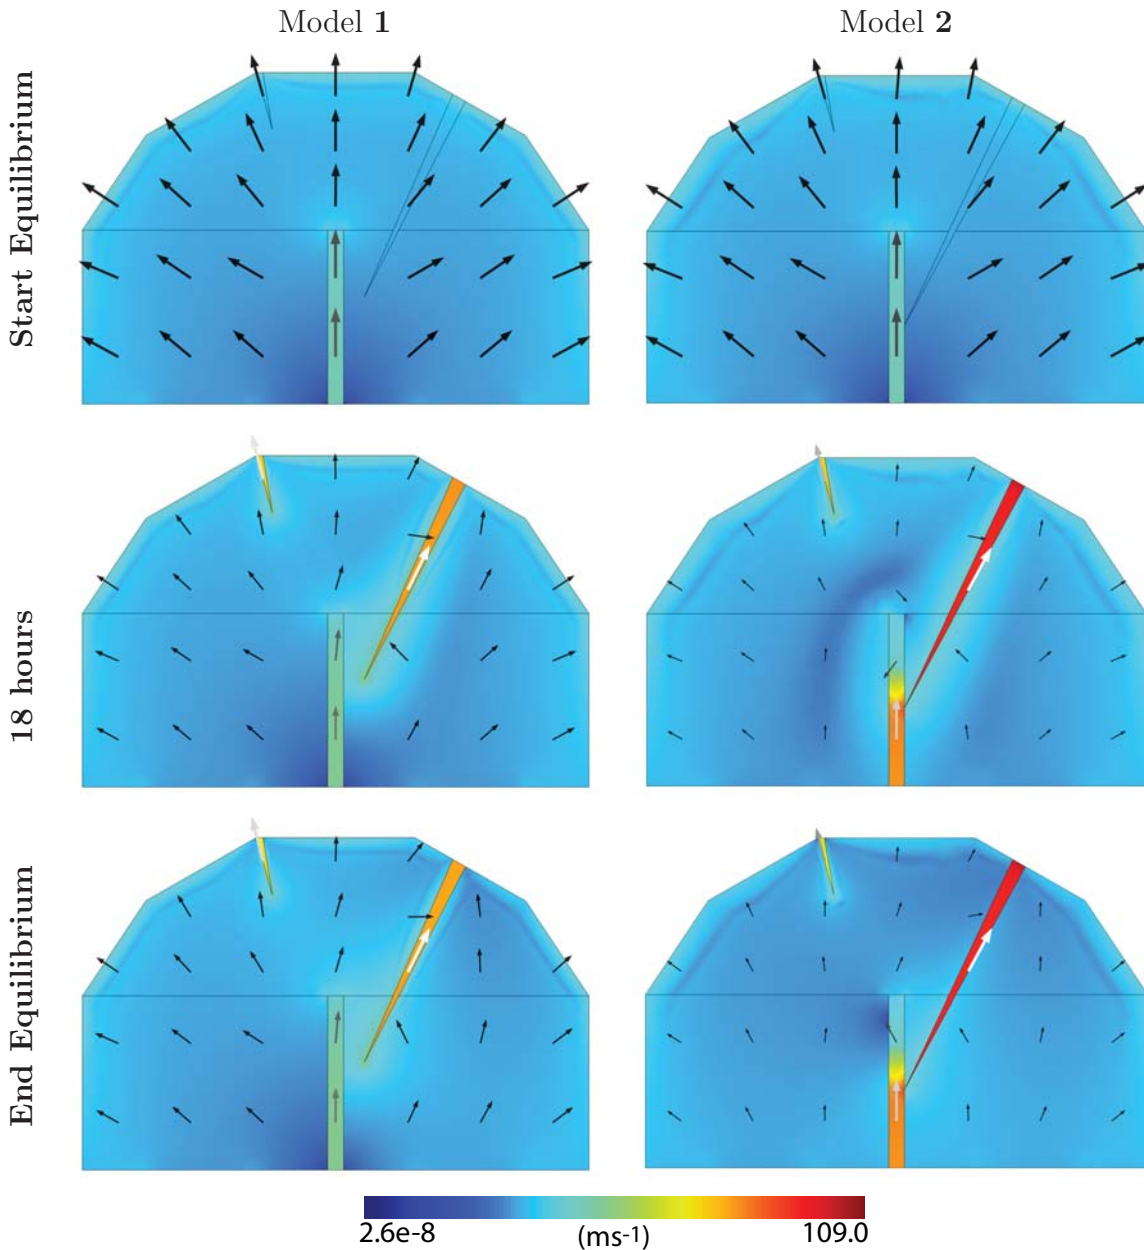 Model 1
Model 2
Start Equilibrium
18 hours
End Equilibrium
2.6e-8
(ms-1)
109.0